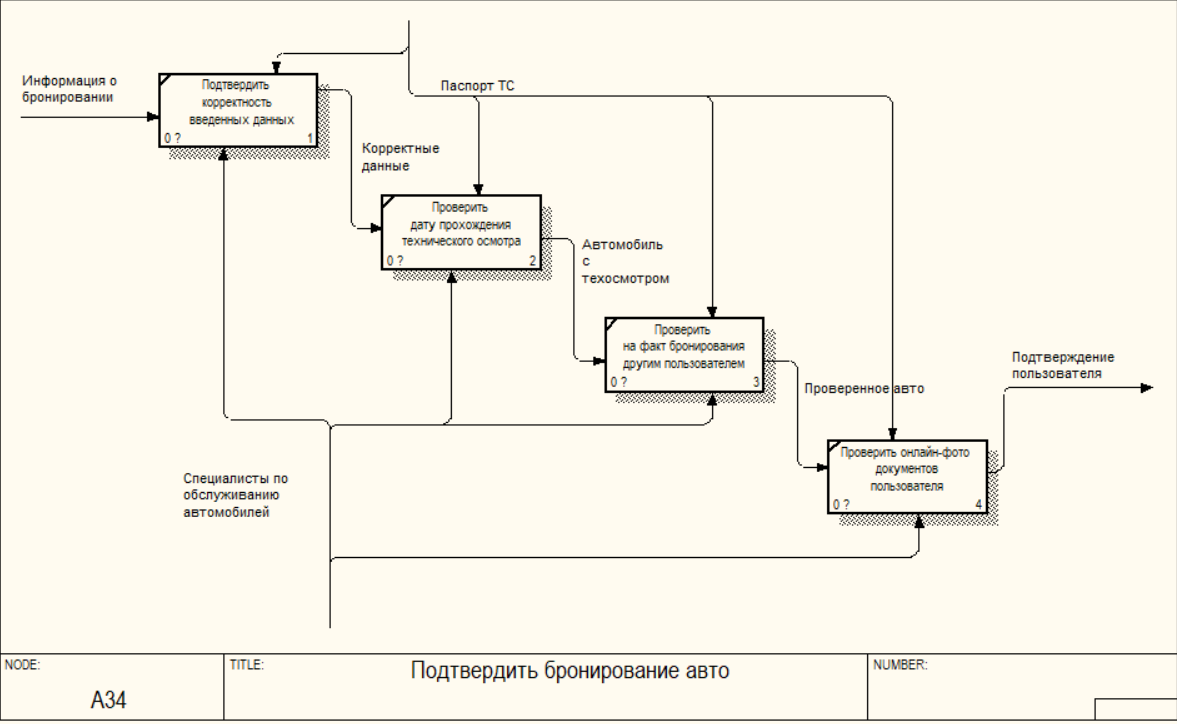 Информация о
бронировании
Подтвердить
корректность
введенных данных
0 ?
1
Паспорт ТС
Корректные
данные
Проверить
дату прохождения
технического осмотра
0 ?
2
Автомобиль
с
техосмотром
Проверить
на факт бронирования
другим пользователем
0 ?
3
Проверенное авто
Подтверждение
пользователя
Проверить онлайн-фото
документов
пользователя
0 ?
4
Специалисты по
обслуживанию
автомобилей
NODE:
A34
TITLE:
Подтвердить бронирование авто
NUMBER: